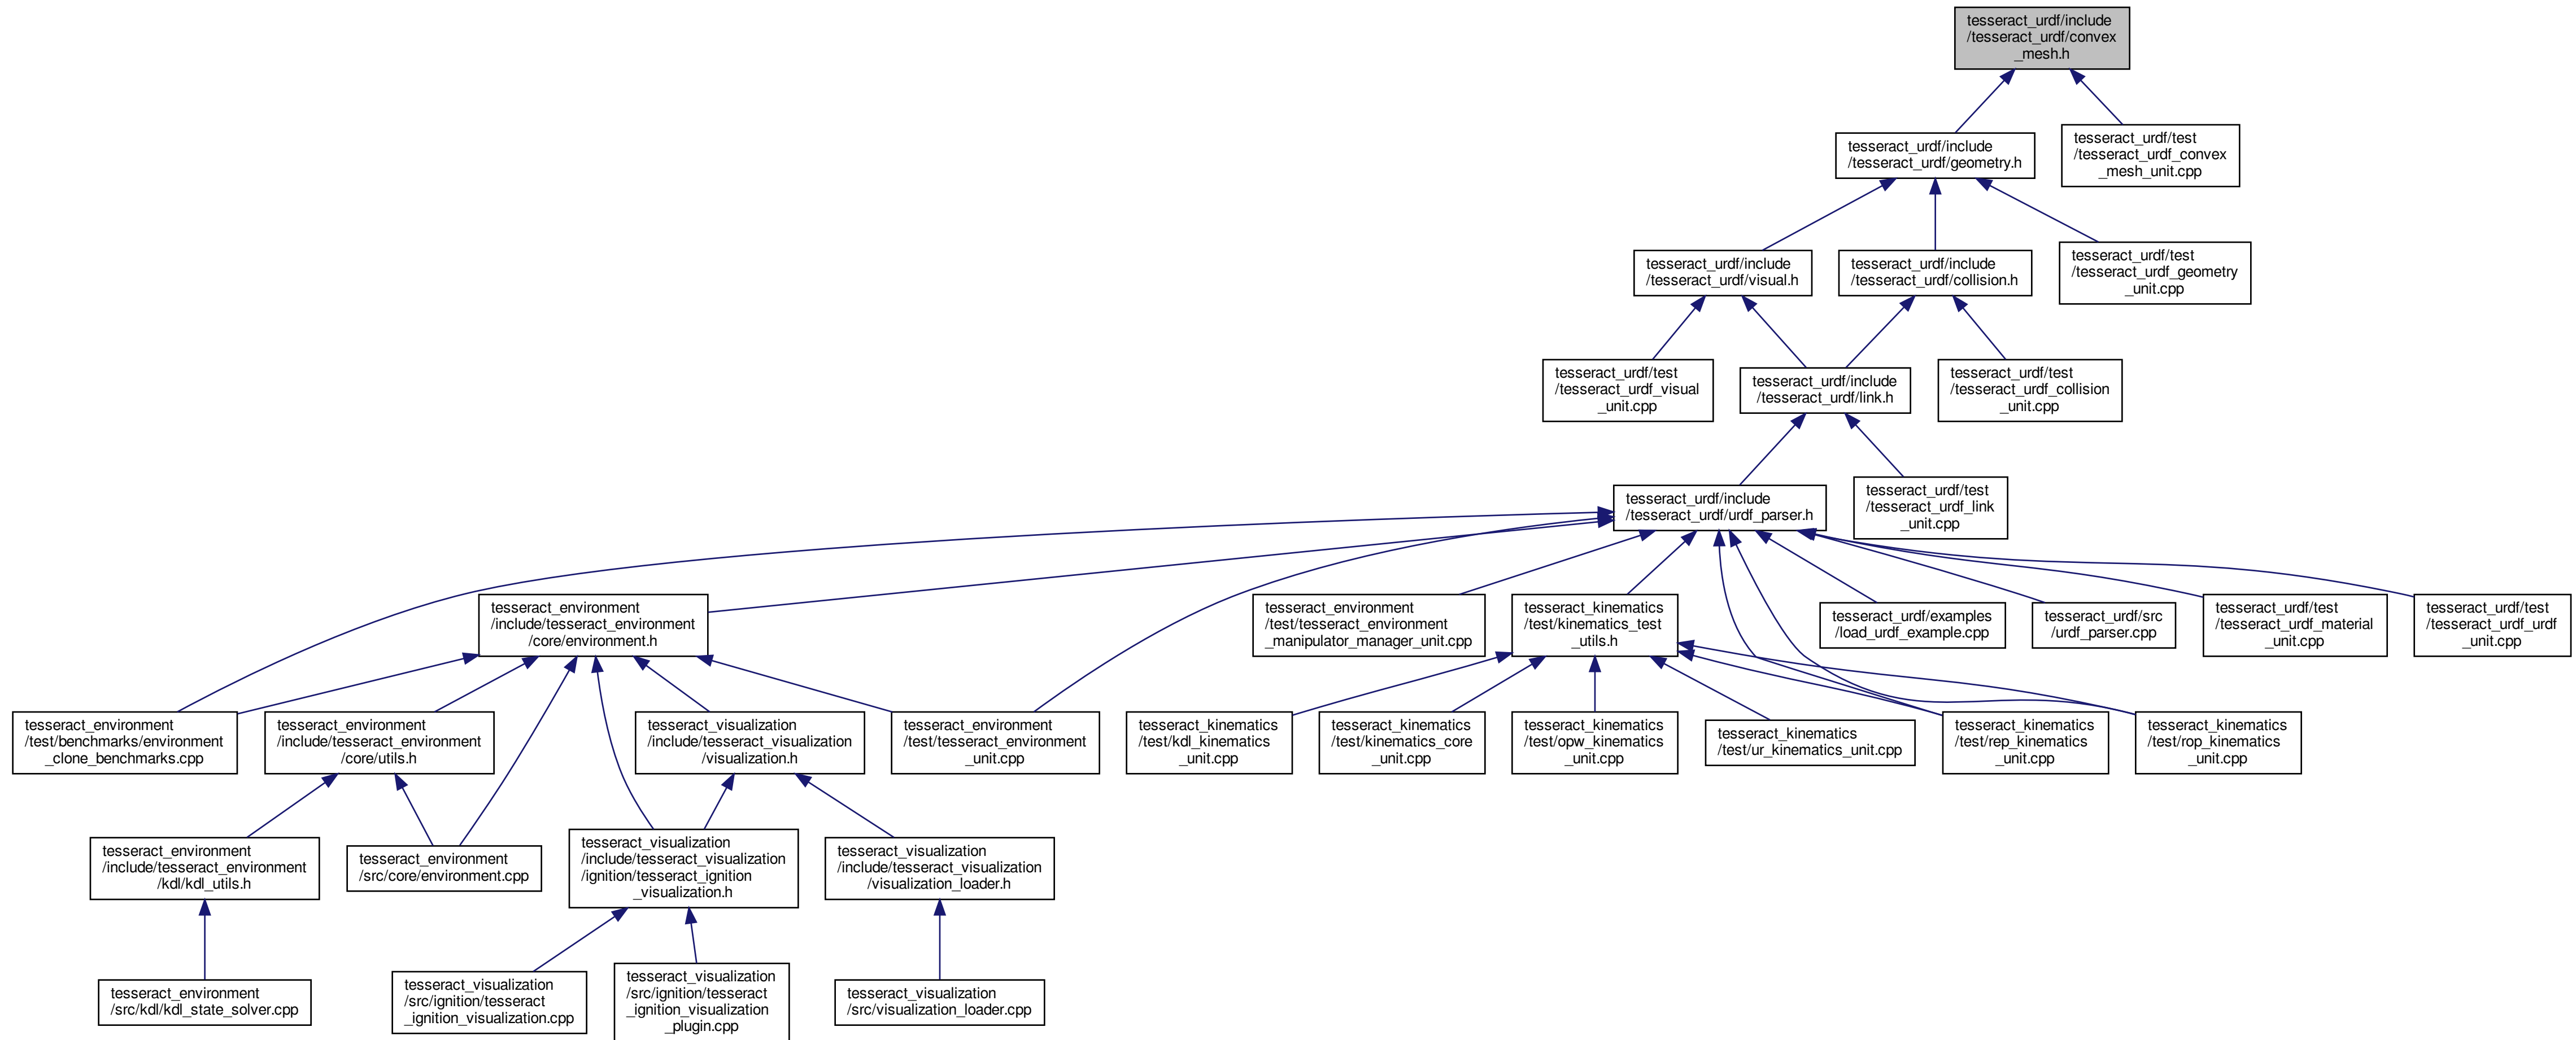 tesseract_urdf/include
/tesseract_urdf/convex
_mesh.h
tesseract_urdf/include
/tesseract_urdf/geometry.h
tesseract_urdf/test
/tesseract_urdf_convex
_mesh_unit.cpp
tesseract_urdf/include
/tesseract_urdf/visual.h
tesseract_urdf/include
/tesseract_urdf/collision.h
tesseract_urdf/test
/tesseract_urdf_geometry
_unit.cpp
tesseract_urdf/test
/tesseract_urdf_visual
_unit.cpp
tesseract_urdf/include
/tesseract_urdf/link.h
tesseract_urdf/test
/tesseract_urdf_collision
_unit.cpp
tesseract_urdf/include
/tesseract_urdf/urdf_parser.h
tesseract_urdf/test
/tesseract_urdf_link
_unit.cpp
tesseract_environment
/include/tesseract_environment
/core/environment.h
tesseract_environment
/test/tesseract_environment
_manipulator_manager_unit.cpp
tesseract_kinematics
/test/kinematics_test
_utils.h
tesseract_urdf/examples
/load_urdf_example.cpp
tesseract_urdf/src
/urdf_parser.cpp
tesseract_urdf/test
/tesseract_urdf_material
_unit.cpp
tesseract_urdf/test
/tesseract_urdf_urdf
_unit.cpp
tesseract_environment
/test/benchmarks/environment
_clone_benchmarks.cpp
tesseract_environment
/include/tesseract_environment
/core/utils.h
tesseract_visualization
/include/tesseract_visualization
/visualization.h
tesseract_environment
/test/tesseract_environment
_unit.cpp
tesseract_kinematics
/test/kdl_kinematics
_unit.cpp
tesseract_kinematics
/test/kinematics_core
_unit.cpp
tesseract_kinematics
/test/opw_kinematics
_unit.cpp
tesseract_kinematics
/test/ur_kinematics_unit.cpp
tesseract_kinematics
/test/rep_kinematics
_unit.cpp
tesseract_kinematics
/test/rop_kinematics
_unit.cpp
tesseract_environment
/include/tesseract_environment
/kdl/kdl_utils.h
tesseract_environment
/src/core/environment.cpp
tesseract_visualization
/include/tesseract_visualization
/ignition/tesseract_ignition
_visualization.h
tesseract_visualization
/include/tesseract_visualization
/visualization_loader.h
tesseract_environment
/src/kdl/kdl_state_solver.cpp
tesseract_visualization
/src/ignition/tesseract
_ignition_visualization.cpp
tesseract_visualization
/src/ignition/tesseract
_ignition_visualization
_plugin.cpp
tesseract_visualization
/src/visualization_loader.cpp